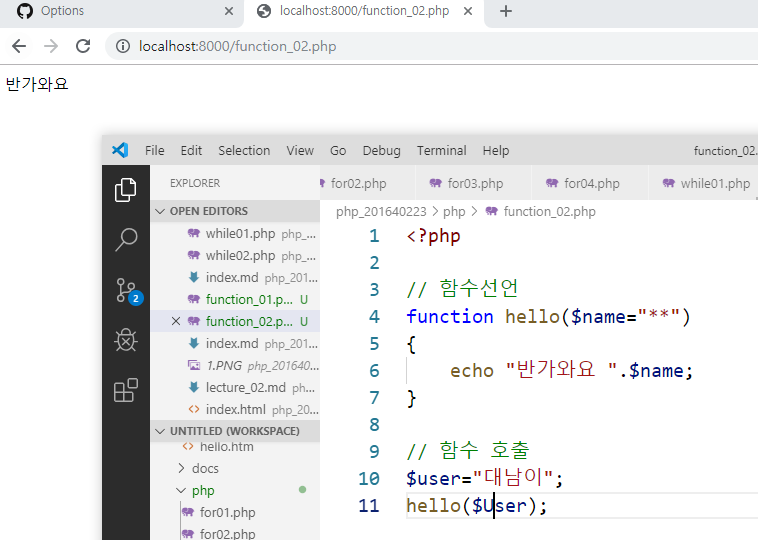 Options
localhost:8000/function_02.php
localhost:8000/function_02.php
반가와요
File Edit Selection View Go Debug Terminal Help function_02.
EXPLORER
for02.php for03.php for04.php while01.php
OPEN EDITORS
php_201640223 > php > function_02.php
while01.php php_...
while02.php php_...
index.md php_201...
function_01.p... U
function_02.p... U
index.md php_201...
1.PNG php_201640...
lecture_02.md php...
index.html php_20...
UNTITLED (WORKSPACE)
hello.htm
docs
php
for01.php
for02.php
2
1 <?php
2
3 // 함수선언
4 function hello($name="**")
5 {
6 echo "반가와요 ".$name;
7 }
8
9 // 함수 호출
10 $user="대남이";
11 hello($User);